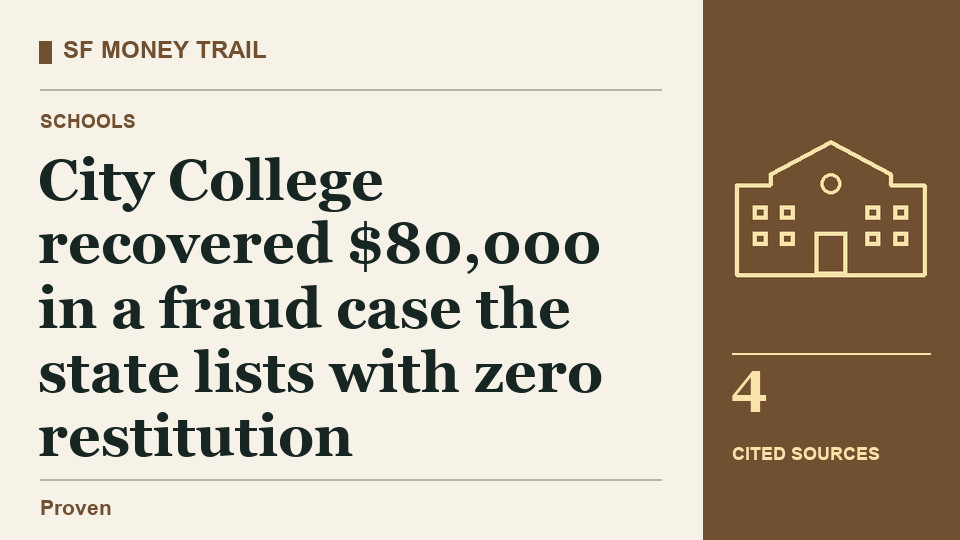 SF MONEY TRAIL
SCHOOLS
City College
recovered $80,000
in a fraud case the
state lists with zero
restitution
Proven
4
CITED SOURCES